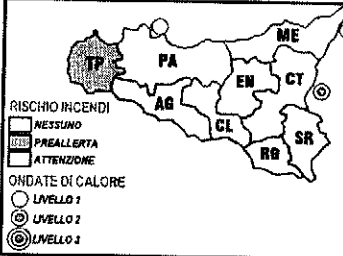 ME
TP
PA
EN
CT
AG
CL
SR
RG
RISCHIO INCENDI
NESSUNO
PREALLERTA
ATTENZIONE
ONDATE DI CALORE
LIVELLO 1
LIVELLO 2
LIVELLO 3